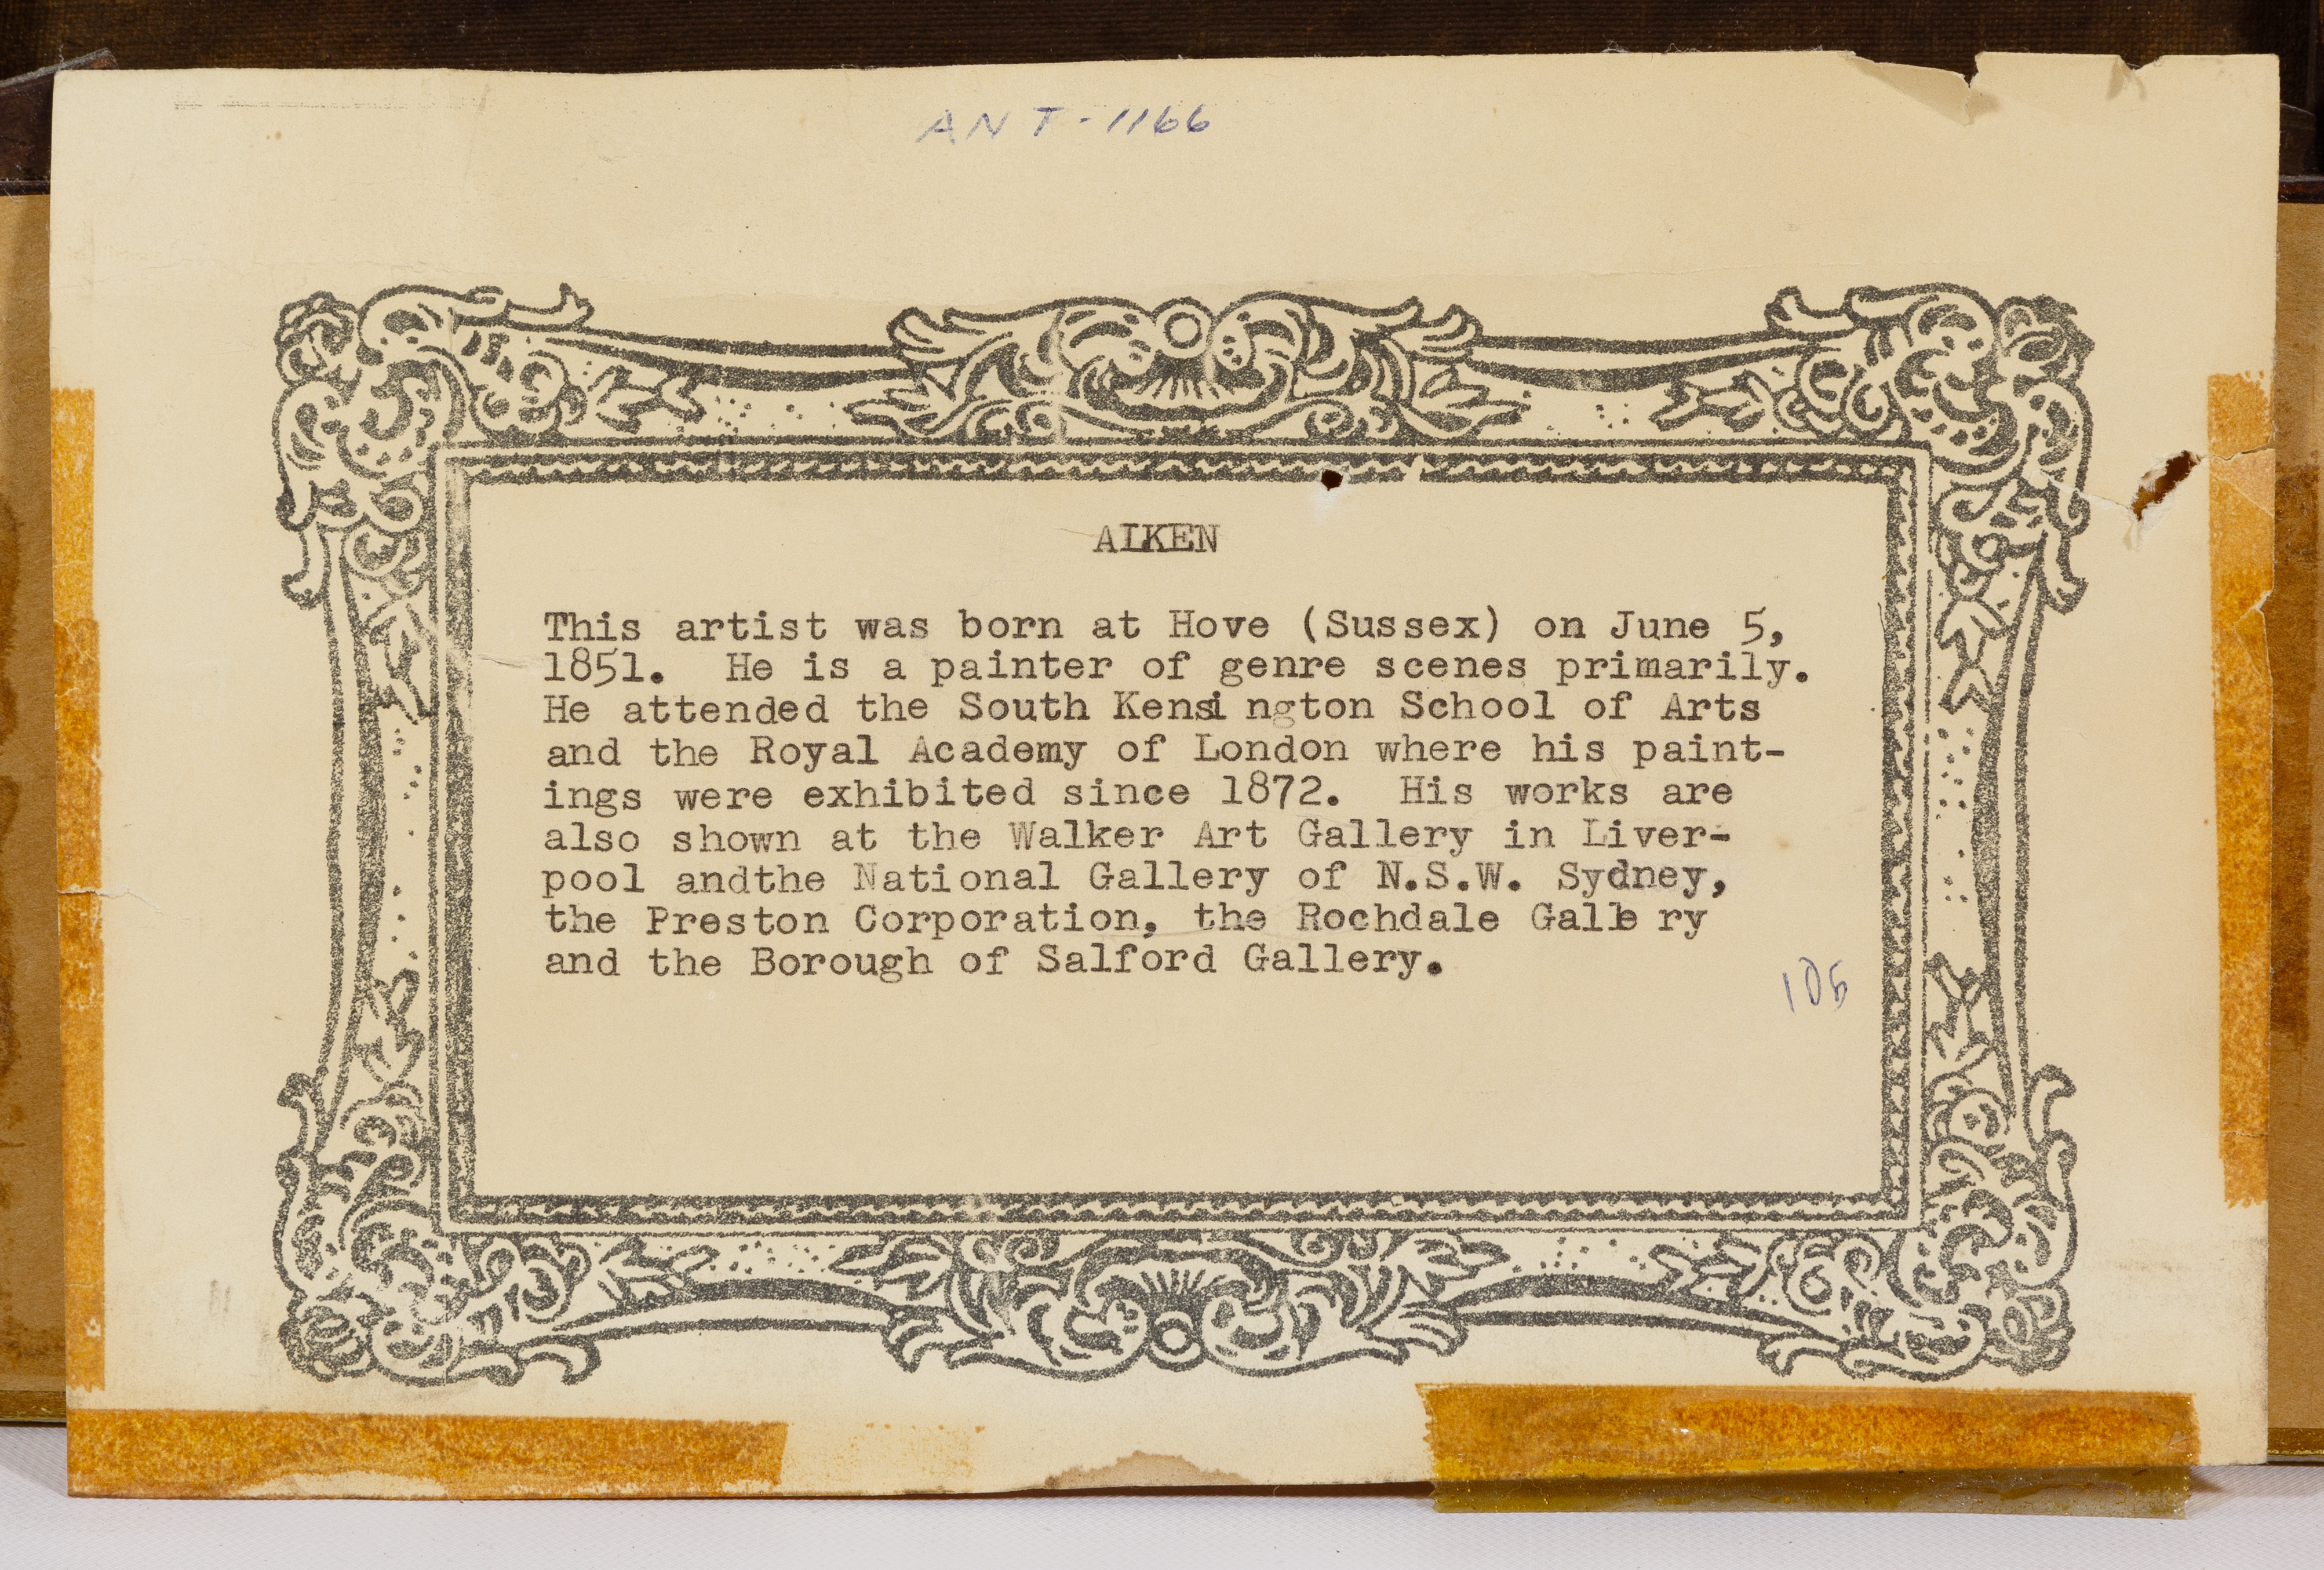 ANT-1166
AIKEN
This artist was born at Hove (Sussex) on June 5,
1851. He is a painter of genre scenes primarily.
He attended the South Kensi ngton School of Arts
and the Royal Academy of London where his paint-
ings were exhibited since 1872. His works are
also shown at the Walker Art Gallery in Liver-
pool andthe National Gallery of N.S.W. Sydney,
the Preston Corporation, the Rochdale Galle ry
and the Borough of Salford Gallery.
105